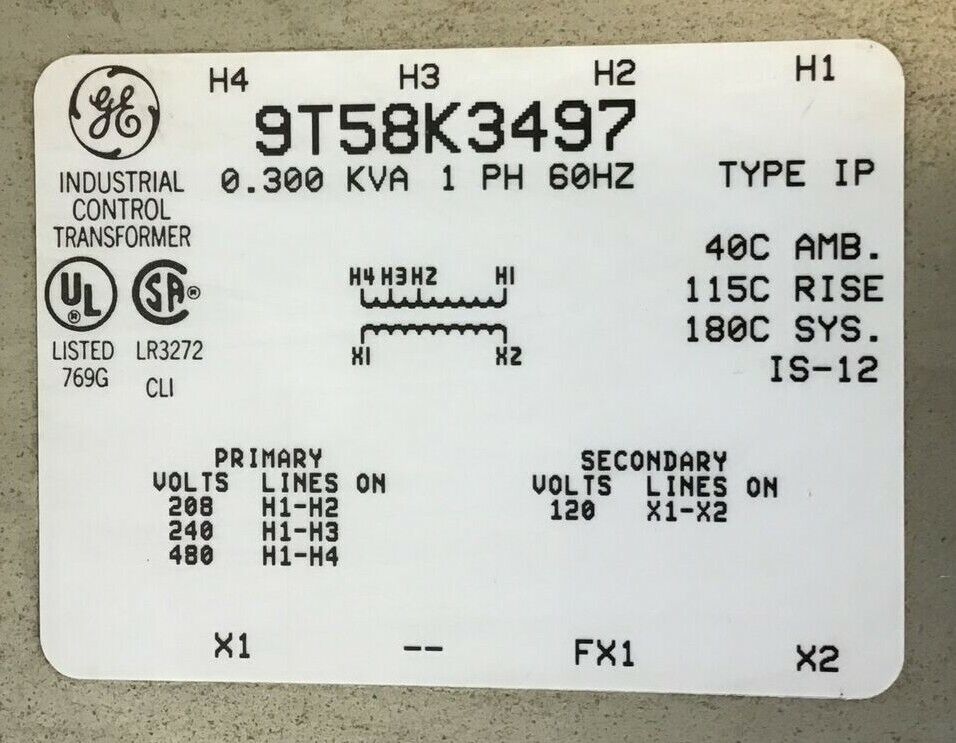 H4 H3 H2 H1
GE
9T58K3497
INDUSTRIAL
CONTROL
TRANSFORMER
0.300 KVA 1 PH 60HZ
TYPE IP
40C AMB.
115C RISE
180C SYS.
IS-12
UL ®
LISTED
769G
SA ®
LR3272
CLI
H4 H3 H2 H1
X1 X2
PRIMARY
VOLTS LINES ON
208 H1-H2
240 H1-H3
480 H1-H4
SECONDARY
VOLTS LINES ON
120 X1-X2
X1 -- FX1 X2